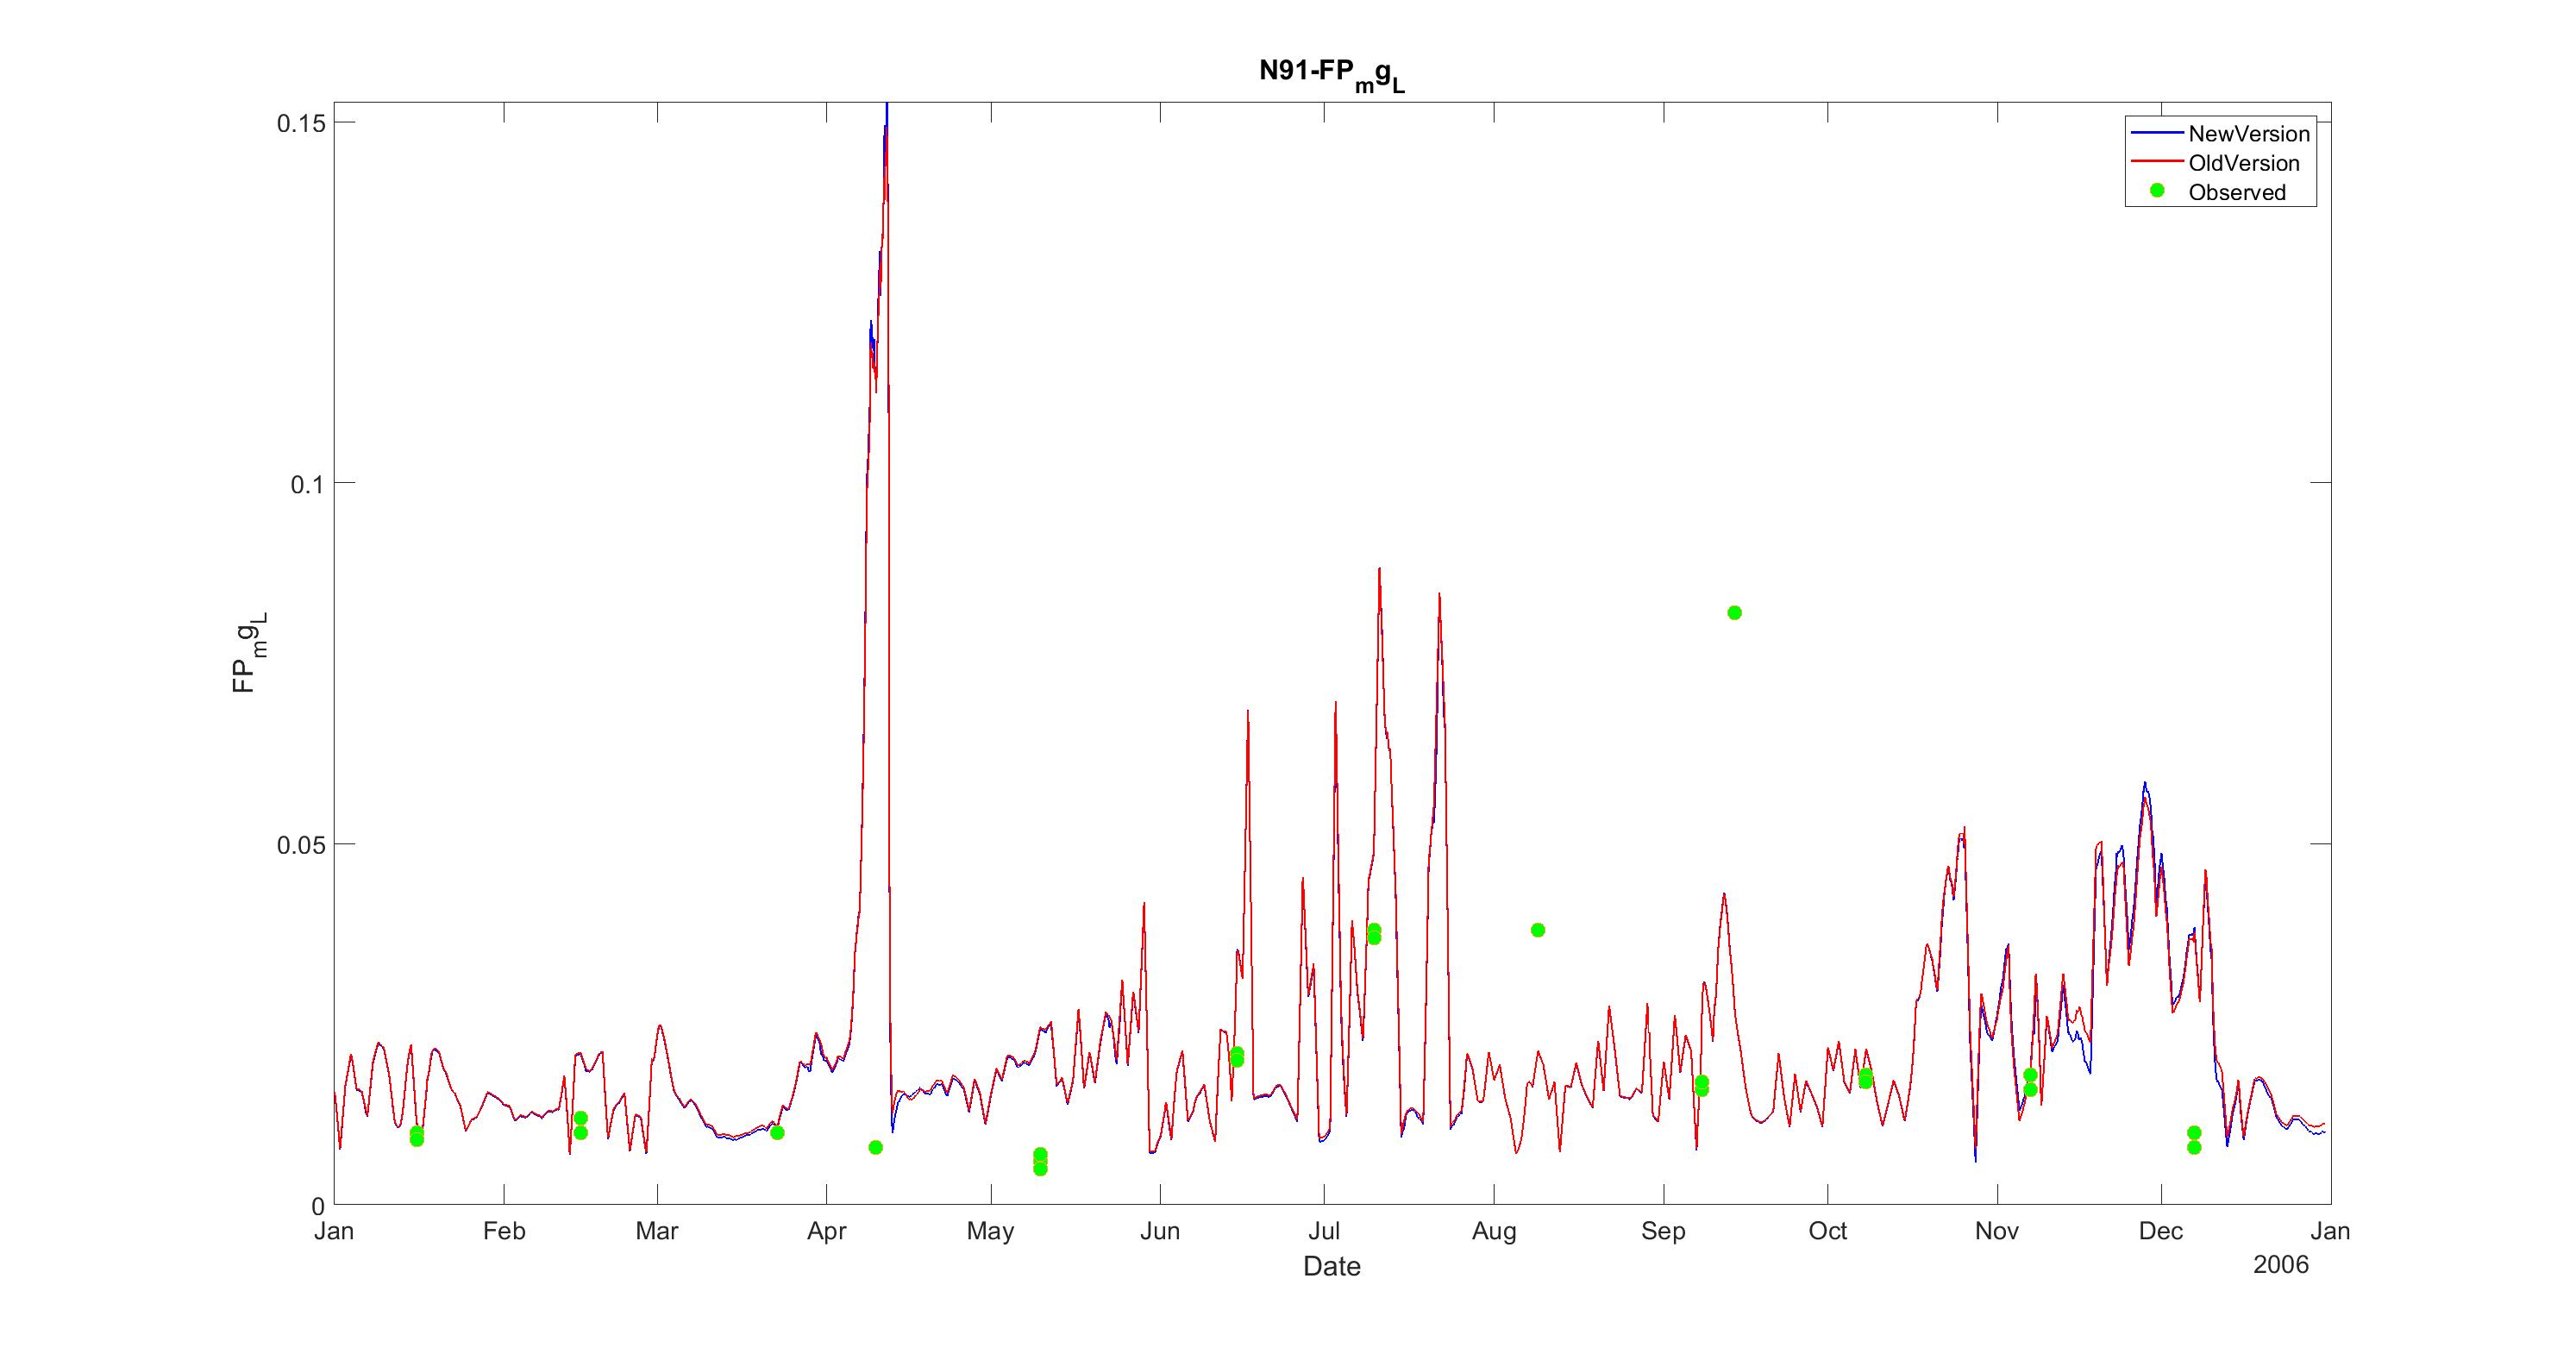 N91-FPmgL
0.15
0.1
0.05
0
FPmgL
NewVersion
OldVersion
Observed
Jan Feb Mar Apr May Jun Jul Aug Sep Oct Nov Dec Jan
Date
2006